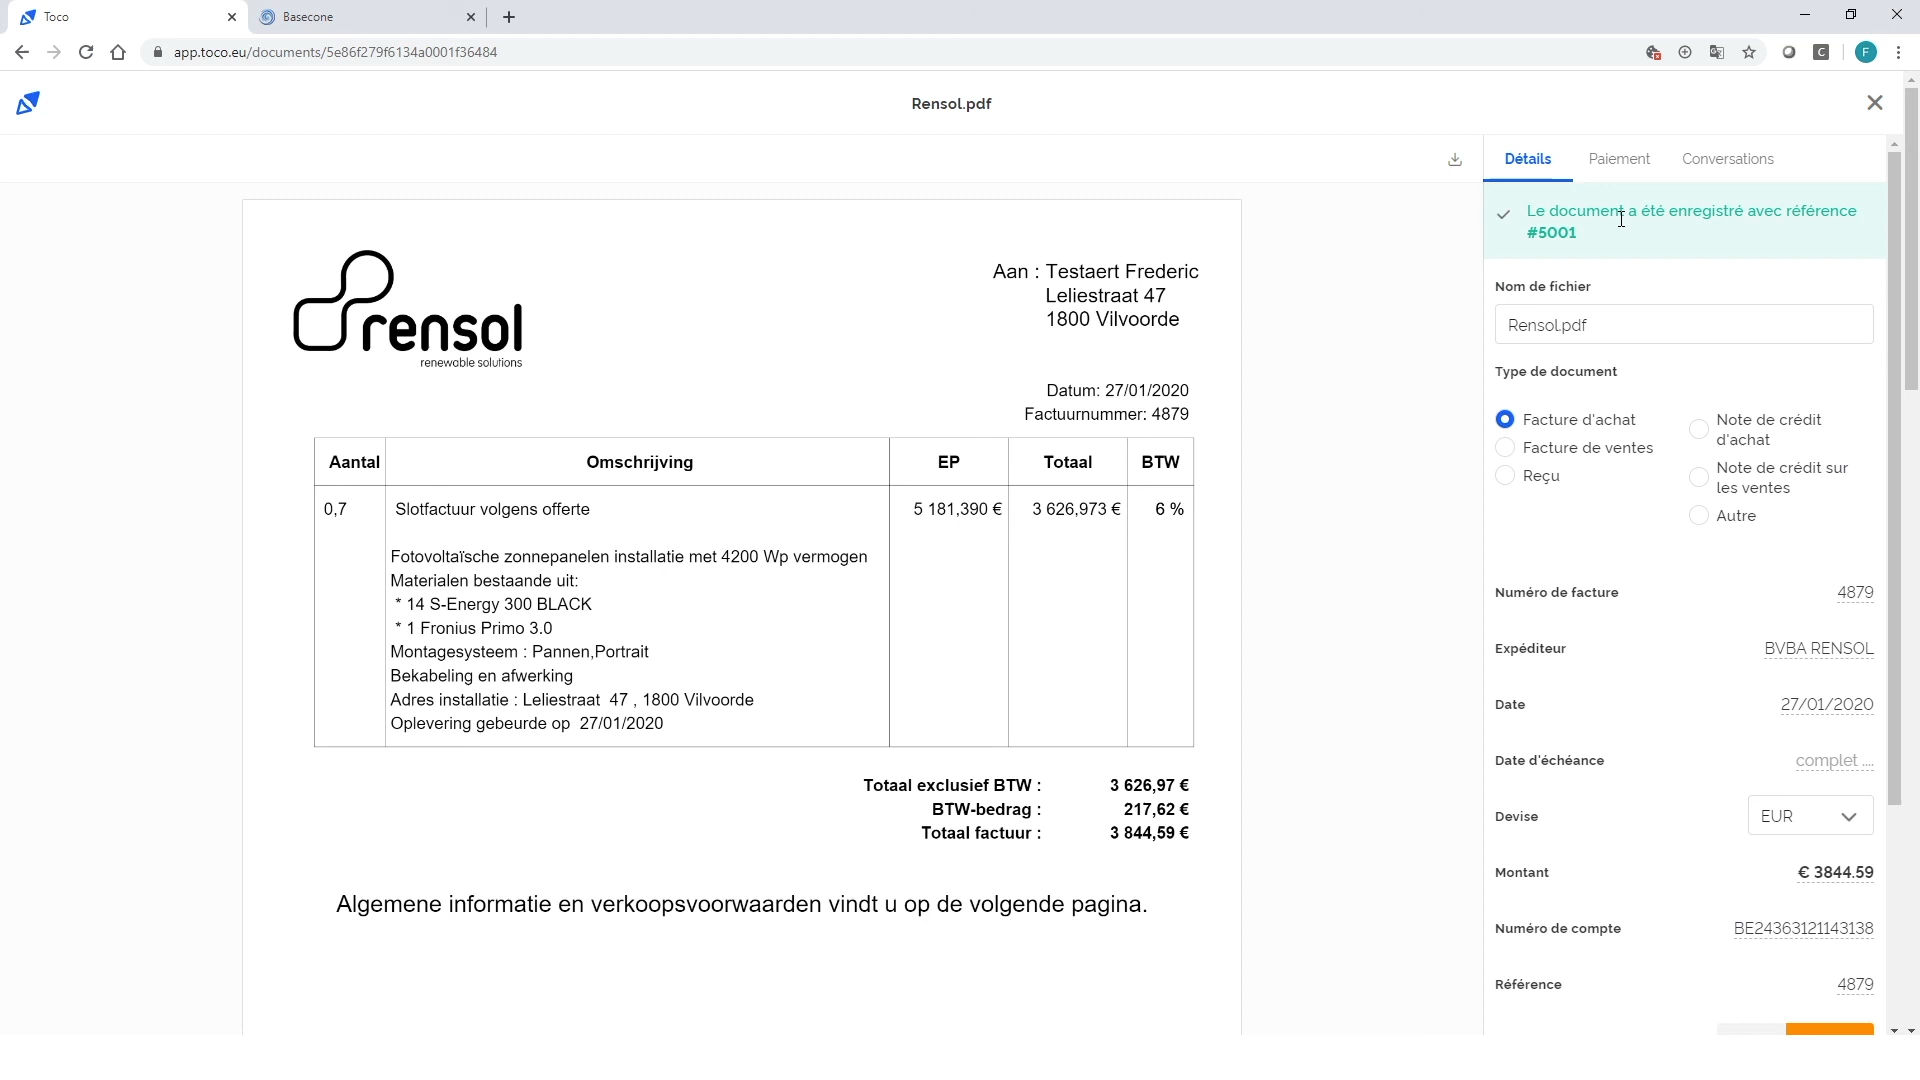 Toco
Basecone
app.toco.eu/documents/5e86f279f6134a0001f36484
C
F
Rensol.pdf
rensol
renewable solutions
Aan : Testaert Frederic
Leliestraat 47
1800 Vilvoorde
Datum: 27/01/2020
Factuurnummer: 4879
Aantal Omschrijving EP Totaal BTW
0,7 Slotfactuur volgens offerte 5 181,390 € 3 626,973 € 6 %
Fotovoltaïsche zonnepanelen installatie met 4200 Wp vermogen
Materialen bestaande uit:
* 14 S-Energy 300 BLACK
* 1 Fronius Primo 3.0
Montagesysteem : Pannen,Portrait
Bekabeling en afwerking
Adres installatie : Leliestraat 47 , 1800 Vilvoorde
Oplevering gebeurde op 27/01/2020
Totaal exclusief BTW : 3 626,97 €
BTW-bedrag : 217,62 €
Totaal factuur : 3 844,59 €
Algemene informatie en verkoopsvoorwaarden vindt u op de volgende pagina.
Détails Paiement Conversations
Le document a été enregistré avec référence
#5001
Nom de fichier
Rensol.pdf
Type de document
Facture d'achat
Facture de ventes
Reçu
Note de crédit
d'achat
Note de crédit sur
les ventes
Autre
Numéro de facture 4879
Expéditeur BVBA RENSOL
Date 27/01/2020
Date d'échéance complet ....
Devise EUR
Montant € 3844.59
Numéro de compte BE24363121143138
Référence 4879